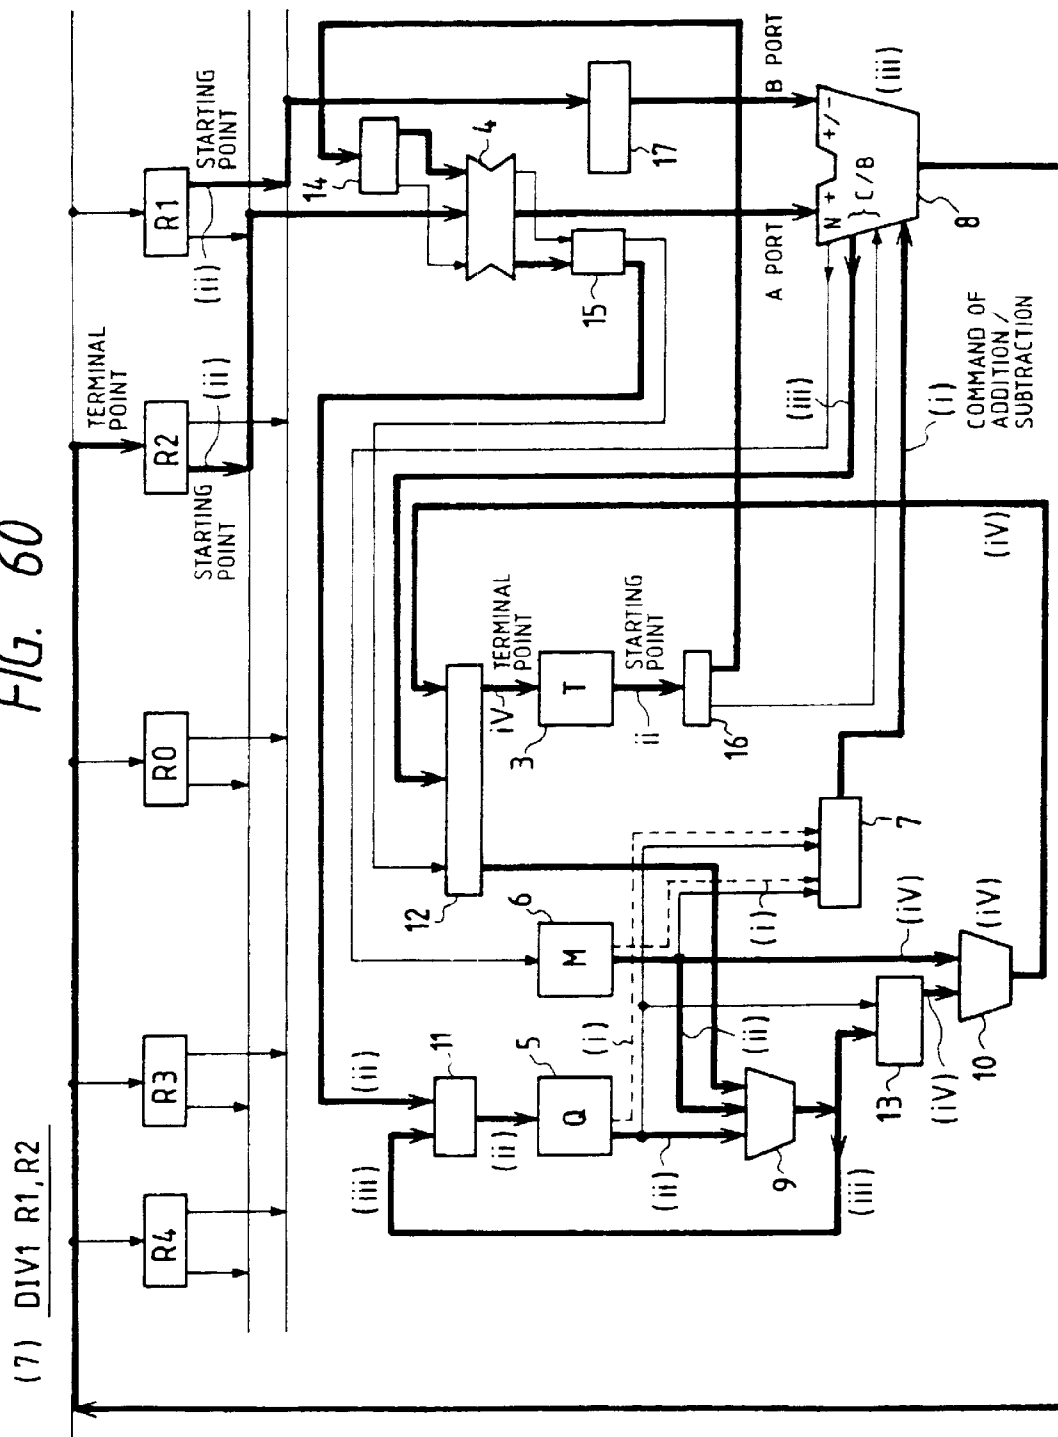 FIG. 60
(7) DIV1 R1,R2
R4
R3
R0
R2
R1
TERMINAL
POINT
STARTING
POINT
(ii)
STARTING
POINT
(ii)
14
4
15
17
A PORT
B PORT
N + +/-
} C/B
(iii)
8
(iii)
(i)
COMMAND OF
ADDITION/
SUBTRACTION
(ii)
(iii)
11
(ii)
5
Q
(i)
(ii)
9
(iii)
12
6
M
(ii)
(i)
TERMINAL
POINT
iV
T
3
STARTING
POINT
ii
16
7
13
(iV)
10
(iV)
(iV)
(iV)